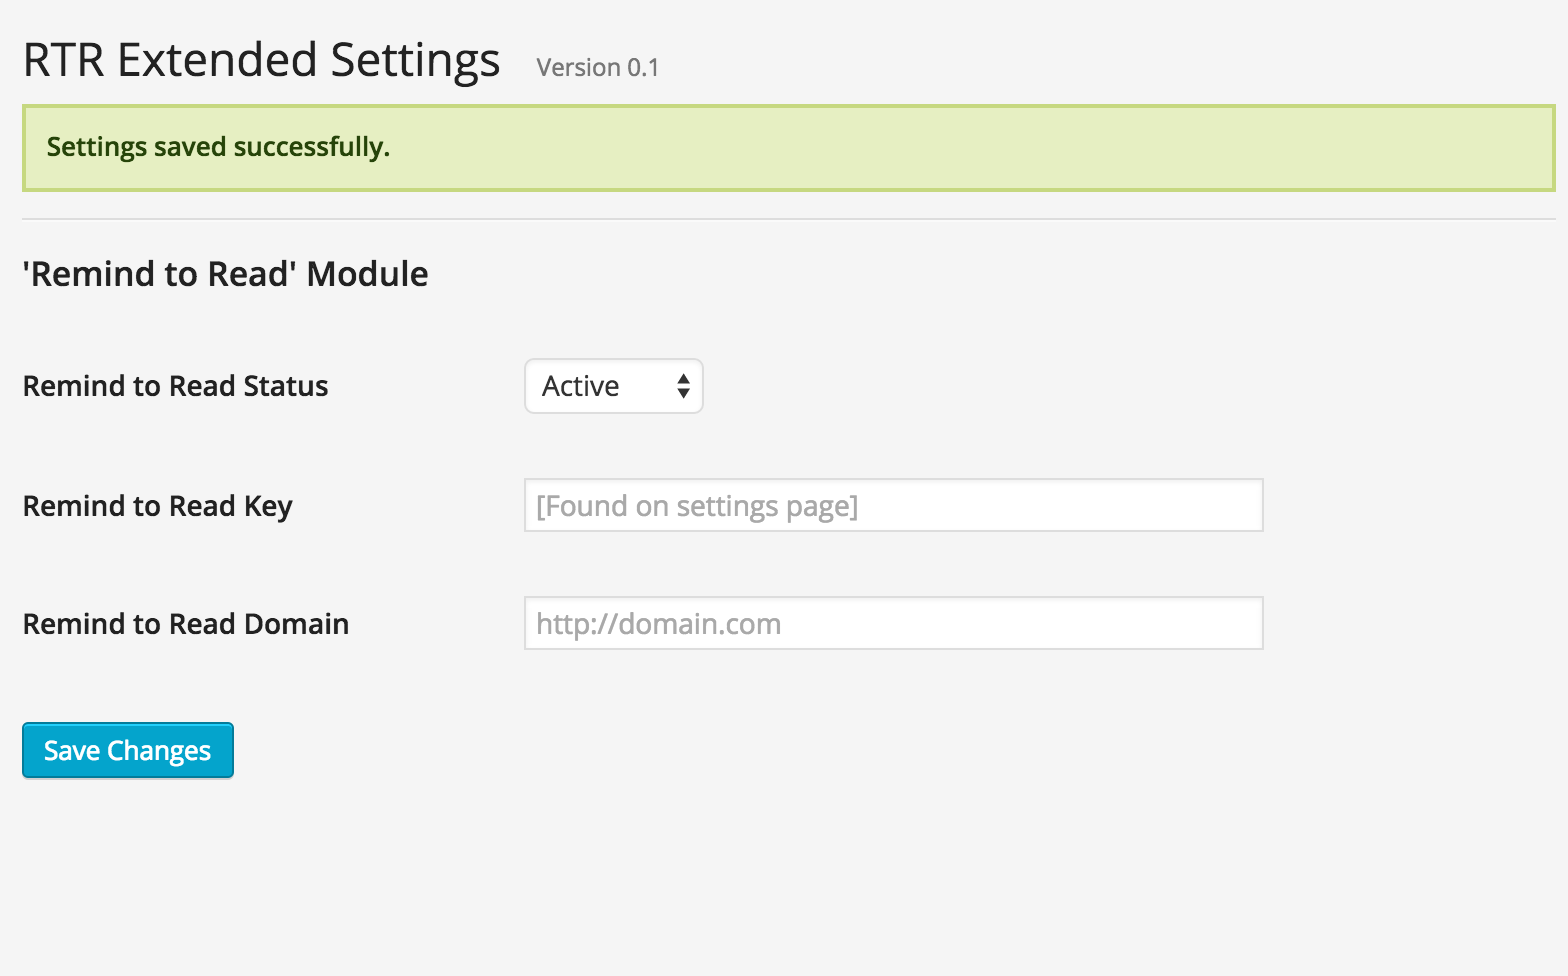 RTR Extended Settings Version 0.1
Settings saved successfully.
'Remind to Read' Module
Remind to Read Status Active
Remind to Read Key [Found on settings page]
Remind to Read Domain http://domain.com
Save Changes